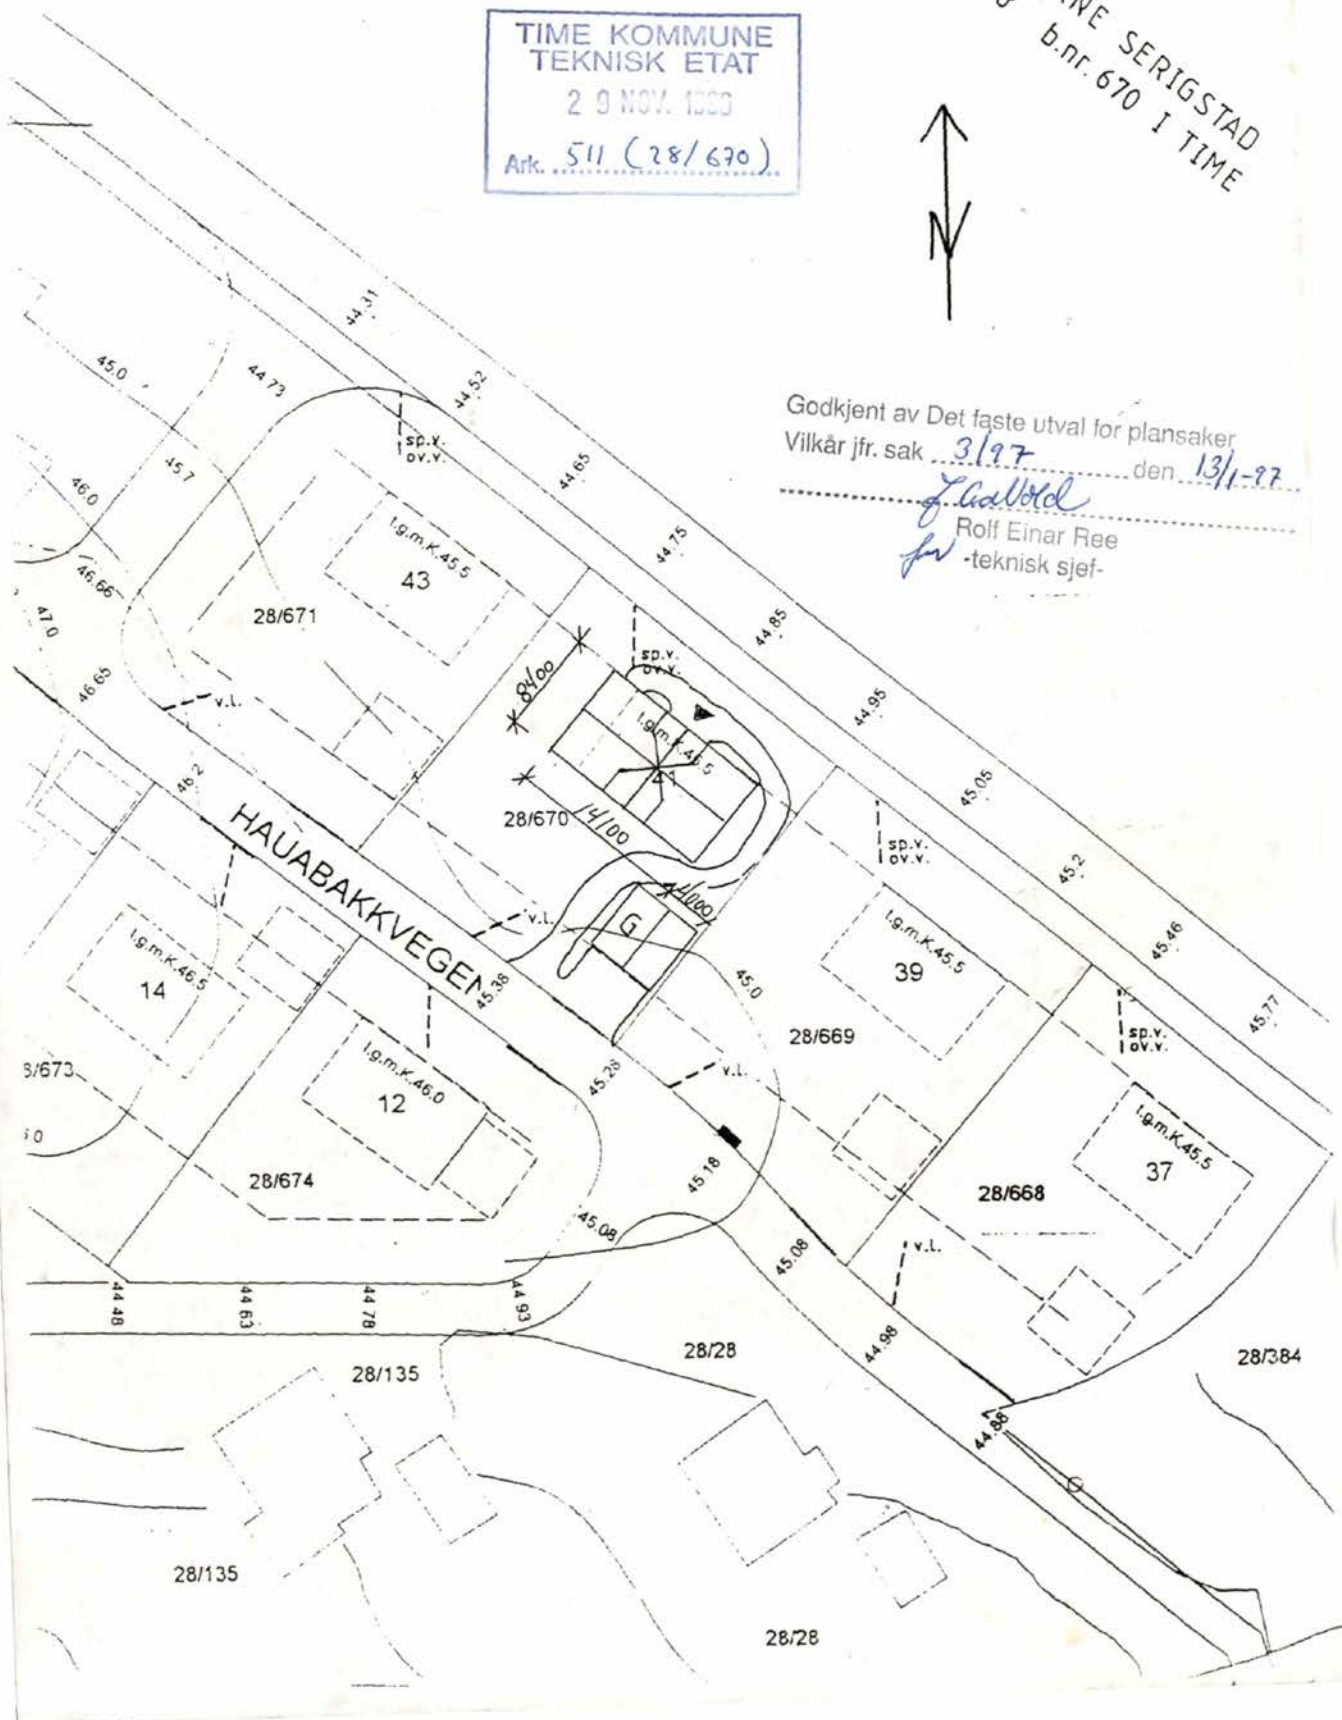 TIME KOMMUNE
TEKNISK ETAT
29 NOV.
Ark. 511 (28/670)
SERIGSTAD
b.nr. 670 I TIME
N
Godkjent av Det faste utval for plansaker
Vilkår jfr. sak 3/97 den 13/1-97
Rolf Einar Ree
for -teknisk sjef-
44.31
44.52
44.65
44.75
44.85
44.95
45.05
45.2
45.46
45.77
45.0
44.73
45.7
46.0
46.66
47.0
46.65
46.2
sp.v.
ov.v.
t.g.m.K.45.5
43
28/671
v.l.
8400
sp.v.
ov.v.
t.g.m.K.45.5
41
28/670
14100
4000
G
v.l.
HAUABAKKVEGEN
45.38
45.28
45.18
45.08
45.0
sp.v.
ov.v.
t.g.m.K.45.5
39
28/669
v.l.
sp.v.
ov.v.
t.g.m.K.45.5
37
28/668
v.l.
t.g.m.K.46.5
14
t.g.m.K.46.0
12
28/674
45.08
44.98
44.88
44 48
44 63
44 78
44 93
28/135
28/28
28/384
28/135
28/28